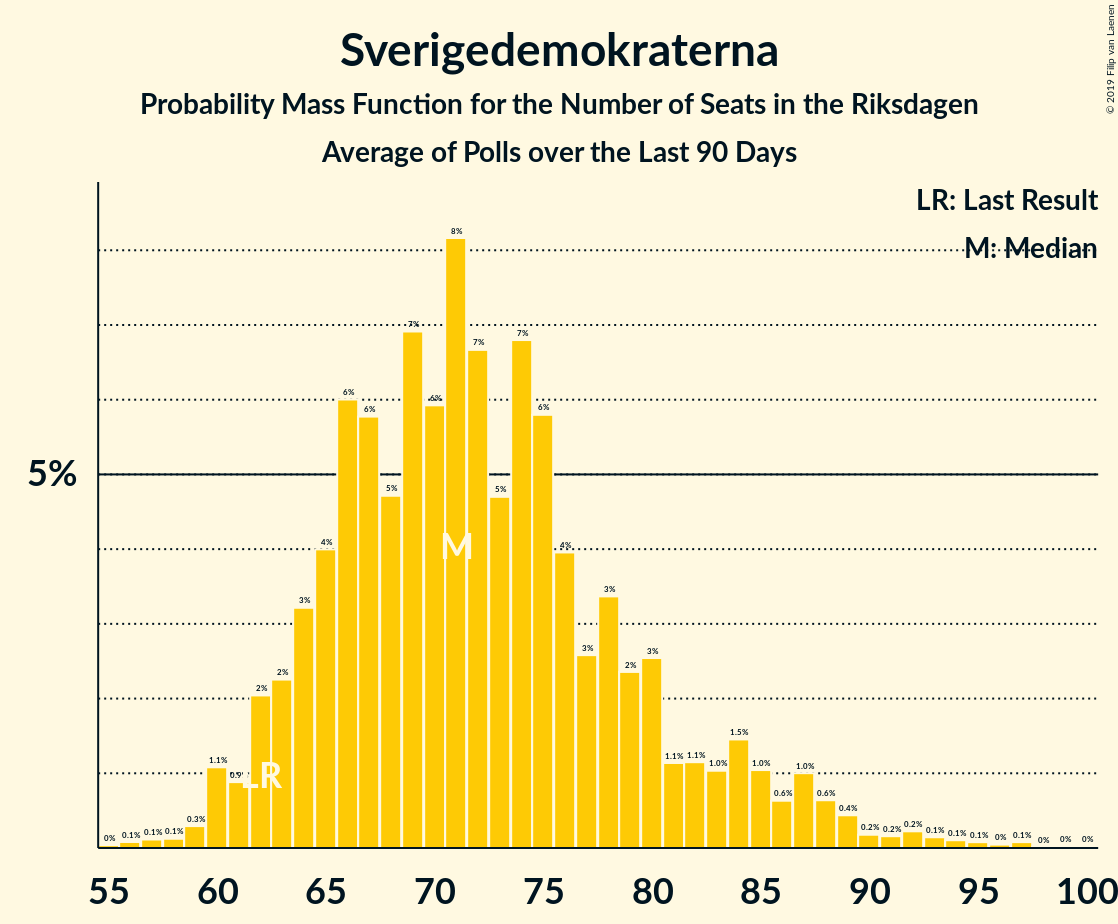 © 2019 Filip van Laenen
Sverigedemokraterna
Probability Mass Function for the Number of Seats in the Riksdagen
Average of Polls over the Last 90 Days
LR: Last Result
M: Median
5%
0% 0.1% 0.1% 0.1% 0.3% 1.1% 0.9% 2% 2% 3% 4% 6% 6% 5% 7% 6% 8% 7% 5% 7% 6% 4% 3% 3% 2% 3% 1.1% 1.1% 1.0% 1.5% 1.0% 0.6% 1.0% 0.6% 0.4% 0.2% 0.2% 0.2% 0.1% 0.1% 0.1% 0% 0.1% 0% 0% 0%
M
LR
55 60 65 70 75 80 85 90 95 100